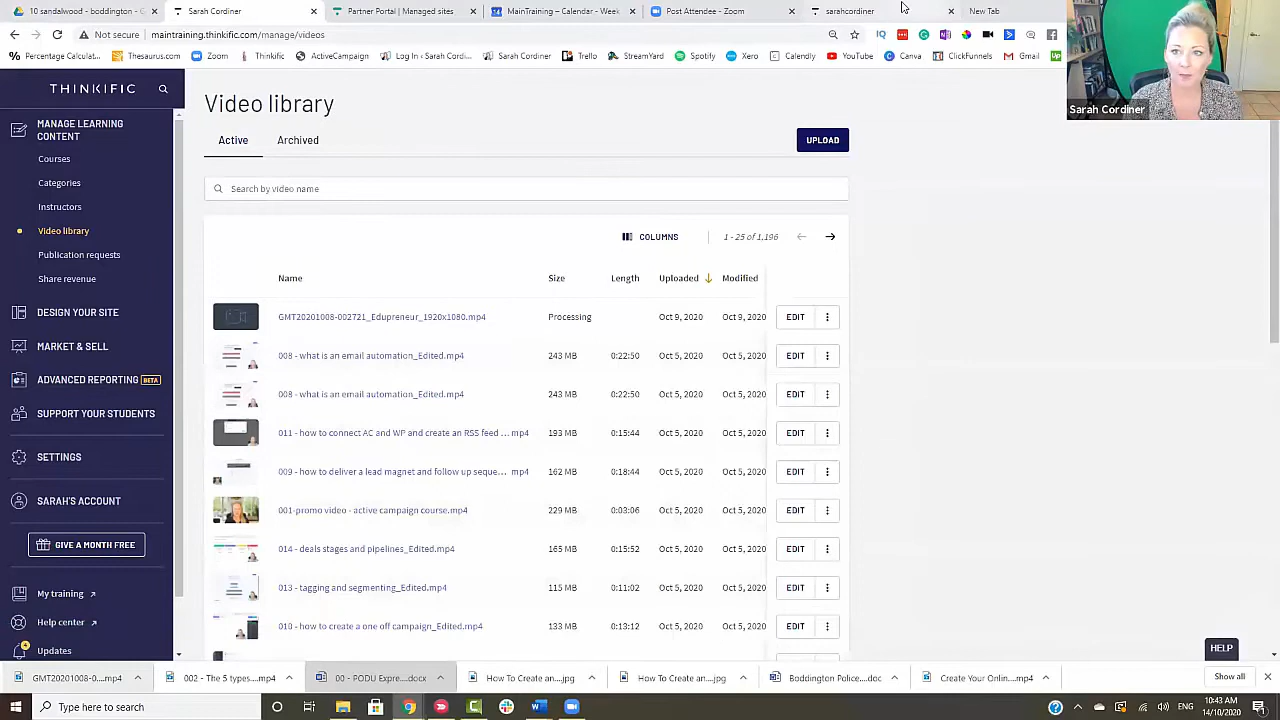 10 sandalwood - boddington - G
Sarah Cordiner
Partner Portal | Managed sites
MainTraining – Calendar - Week
Post Attendee - Zoom
sarahcordiner
New Tab
Not secure
maintraining.thinkific.com/manage/videos
Percentage Calculat...
Thesaurus.com
Zoom
Thinkific
ActiveCampaign
Log In ‹ Sarah Cord...
Sarah Cordiner
Trello
StreamYard
Spotify
Xero
Calendly
YouTube
Canva
ClickFunnels
Gmail
Sarah Cordiner
THINKIFIC
MANAGE LEARNING
CONTENT
Courses
Categories
Instructors
Video library
Publication requests
Share revenue
DESIGN YOUR SITE
MARKET & SELL
ADVANCED REPORTING BETA
SUPPORT YOUR STUDENTS
SETTINGS
SARAH'S ACCOUNT
GIVE A MONTH FREE
My training
Help center
4
Updates
Video library
Active
Archived
UPLOAD
Search by video name
COLUMNS
1 - 25 of 1,196
Name
Size
Length
Uploaded
Modified
GMT20201008-002721_Edupreneur_1920x1080.mp4 Processing Oct 9, 2020 Oct 9, 2020 EDIT
008 - what is an email automation_Edited.mp4 243 MB 0:22:50 Oct 5, 2020 Oct 5, 2020 EDIT
008 - what is an email automation_Edited.mp4 243 MB 0:22:50 Oct 5, 2020 Oct 5, 2020 EDIT
011 - how to connect AC and WP and create an RSS feed ... mp4 193 MB 0:15:44 Oct 5, 2020 Oct 5, 2020 EDIT
009 - how to deliver a lead magnet and follow up seque... mp4 162 MB 0:18:44 Oct 5, 2020 Oct 5, 2020 EDIT
001-promo video - active campaign course.mp4 229 MB 0:03:06 Oct 5, 2020 Oct 5, 2020 EDIT
014 - deals stages and pipelins_Edited.mp4 165 MB 0:15:52 Oct 5, 2020 Oct 5, 2020 EDIT
013 - tagging and segmenting_Edited.mp4 115 MB 0:11:02 Oct 5, 2020 Oct 5, 2020 EDIT
010 - how to create a one off campaign_Edited.mp4 133 MB 0:13:12 Oct 5, 2020 Oct 5, 2020 EDIT
HELP
GMT20201008-0....mp4
002 - The 5 types....mp4
00 - PODU Expre....docx
How To Create an....jpg
How To Create an....jpg
Boddington Police....doc
Create Your Onlin....mp4
Show all
Type here to search
10:43 AM
14/10/2020